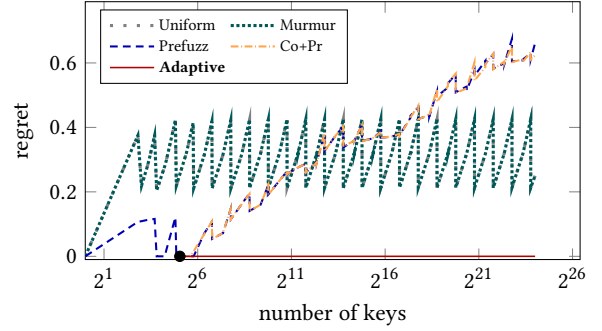 Uniform Murmur
Prefuzz Co+Pr
Adaptive
regret
0.6
0.4
0.2
0
2^1 2^6 2^11 2^16 2^21 2^26
number of keys